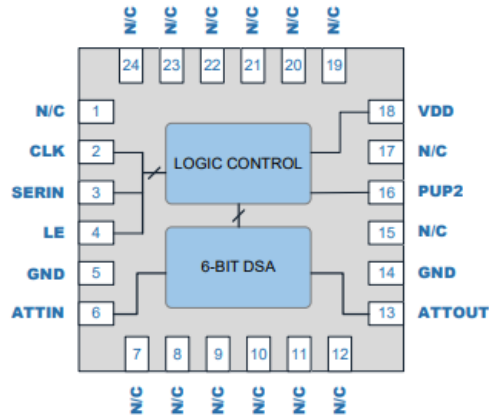 N/C N/C N/C N/C N/C N/C
24 23 22 21 20 19
N/C 1
18 VDD
CLK 2
LOGIC CONTROL
17 N/C
SERIN 3
16 PUP2
LE 4
15 N/C
GND 5
6-BIT DSA
14 GND
ATTIN 6
13 ATTOUT
7 8 9 10 11 12
N/C N/C N/C N/C N/C N/C